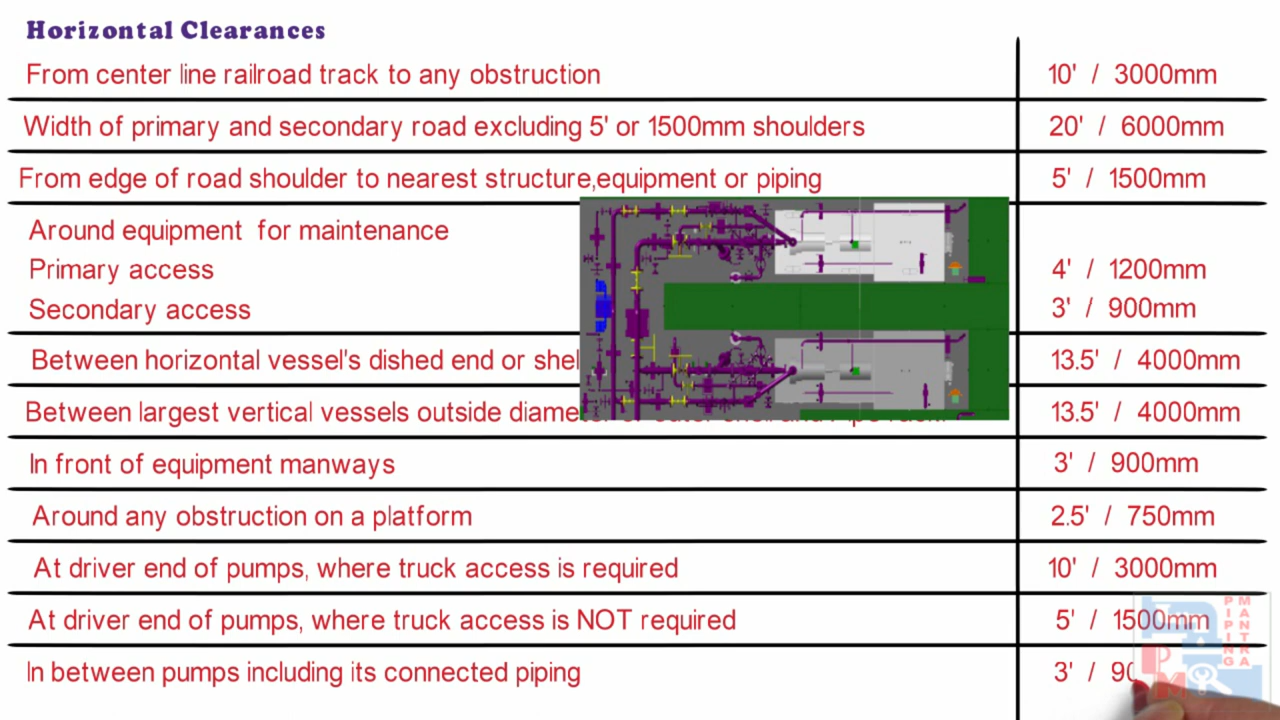 Horizontal Clearances
From center line railroad track to any obstruction 10' / 3000mm
Width of primary and secondary road excluding 5' or 1500mm shoulders 20' / 6000mm
From edge of road shoulder to nearest structure,equipment or piping 5' / 1500mm
Around equipment for maintenance
Primary access 4' / 1200mm
Secondary access 3' / 900mm
Between horizontal vessel's dished end or 13.5' / 4000mm
Between largest vertical vessels outside 13.5' / 4000mm
In front of equipment manways 3' / 900mm
Around any obstruction on a platform 2.5' / 750mm
At driver end of pumps, where truck access is required 10' / 3000mm
At driver end of pumps, where truck access is NOT required 5' / 1500mm
In between pumps including its connected piping 3' / 90
PIPING
MANTRA
PM